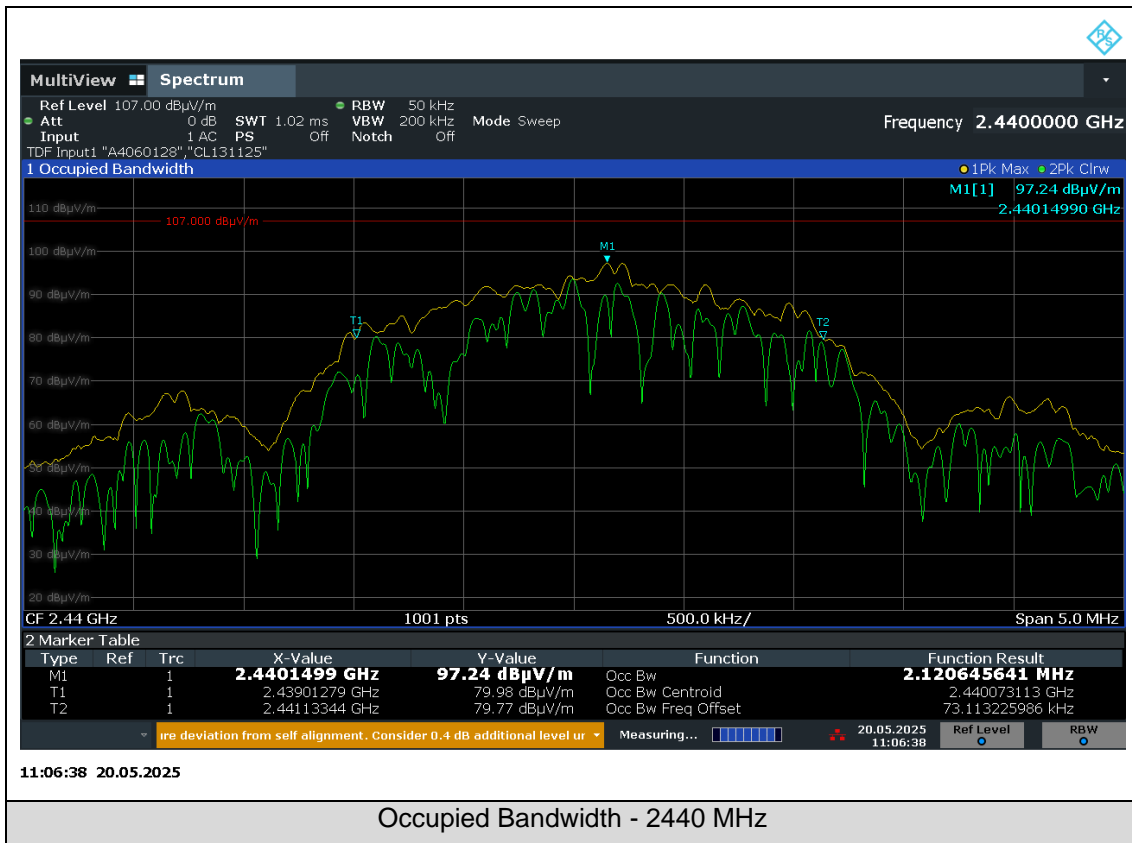 R&S
MultiView Spectrum
Ref Level 107.00 dBµV/m RBW 50 kHz
Att 0 dB SWT 1.02 ms VBW 200 kHz Mode Sweep Frequency 2.4400000 GHz
Input 1 AC PS Off Notch Off
TDF Input1 "A4060128","CL131125"
1 Occupied Bandwidth 1Pk Max 2Pk Clrw
M1[1] 97.24 dBµV/m
2.44014990 GHz
110 dBµV/m
107.000 dBµV/m
M1
100 dBµV/m
90 dBµV/m
T1 T2
80 dBµV/m
70 dBµV/m
60 dBµV/m
50 dBµV/m
40 dBµV/m
30 dBµV/m
20 dBµV/m
CF 2.44 GHz 1001 pts 500.0 kHz/ Span 5.0 MHz
2 Marker Table
Type Ref Trc X-Value Y-Value Function Function Result
M1 1 2.4401499 GHz 97.24 dBµV/m Occ Bw 2.120645641 MHz
T1 1 2.43901279 GHz 79.98 dBµV/m Occ Bw Centroid 2.440073113 GHz
T2 1 2.44113344 GHz 79.77 dBµV/m Occ Bw Freq Offset 73.113225986 kHz
ıre deviation from self alignment. Consider 0.4 dB additional level ur Measuring... 20.05.2025 Ref Level RBW
11:06:38
11:06:38 20.05.2025
Occupied Bandwidth - 2440 MHz